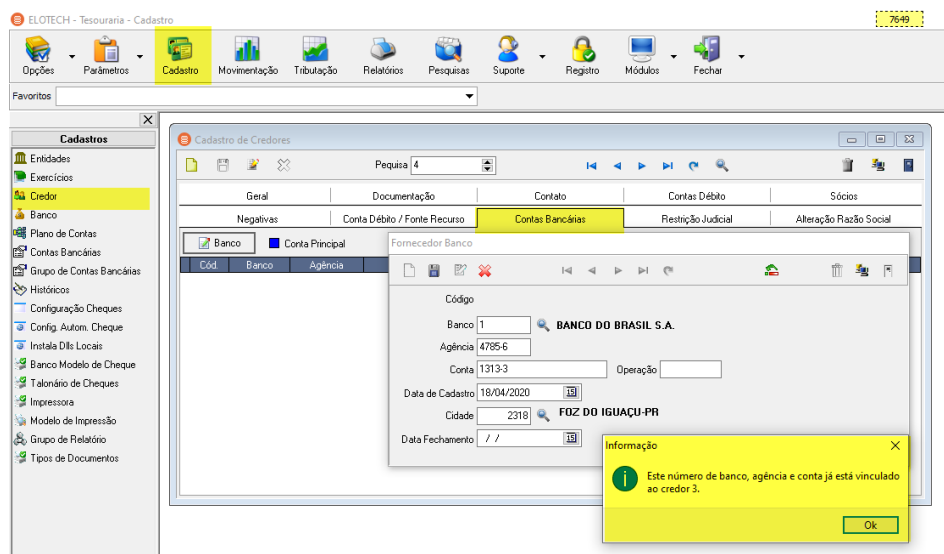 ELOTECH - Tesouraria - Cadastro
7649
Opções
Parâmetros
Cadastro
Movimentação
Tributação
Relatórios
Pesquisas
Suporte
Registro
Módulos
Fechar
Favoritos
Cadastros
Entidades
Exercícios
Credor
Banco
Plano de Contas
Contas Bancárias
Grupo de Contas Bancárias
Históricos
Configuração Cheques
Config. Autom. Cheque
Instala Dlls Locais
Banco Modelo de Cheque
Talonário de Cheques
Impressora
Modelo de Impressão
Grupo de Relatório
Tipos de Documentos
Cadastro de Credores
Pequisa 4
Geral
Documentação
Contato
Contas Débito
Sócios
Negativas
Conta Débito / Fonte Recurso
Contas Bancárias
Restrição Judicial
Alteração Razão Social
Banco
Conta Principal
Cód.
Banco
Agência
Fornecedor Banco
Código
Banco 1 BANCO DO BRASIL S.A.
Agência 4785-6
Conta 1313-3 Operação
Data de Cadastro 18/04/2020 15
Cidade 2318 FOZ DO IGUAÇU-PR
Data Fechamento / / 15
Informação
Este número de banco, agência e conta já está vinculado
ao credor 3.
Ok